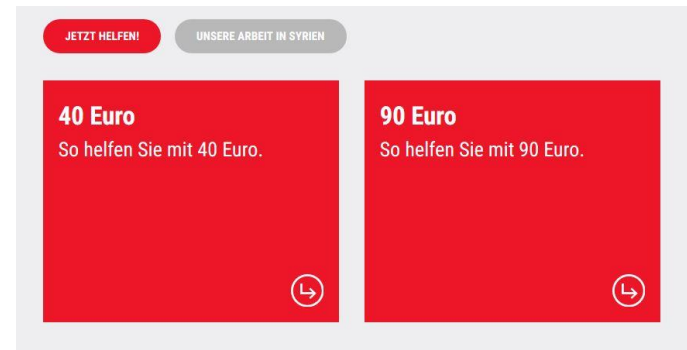 JETZT HELFEN!
UNSERE ARBEIT IN SYRIEN
40 Euro
So helfen Sie mit 40 Euro.
90 Euro
So helfen Sie mit 90 Euro.